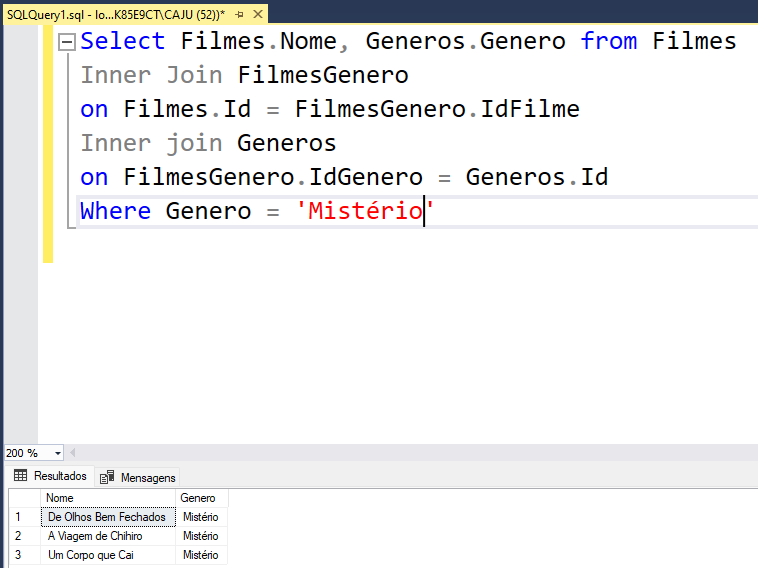 SQLQuery1.sql - lo...K85E9CT\CAJU (52))*
Select Filmes.Nome, Generos.Genero from Filmes
Inner Join FilmesGenero
on Filmes.Id = FilmesGenero.IdFilme
Inner join Generos
on FilmesGenero.IdGenero = Generos.Id
Where Genero = 'Mistério'
200 %
Resultados Mensagens
Nome Genero
1 De Olhos Bem Fechados Mistério
2 A Viagem de Chihiro Mistério
3 Um Corpo que Cai Mistério